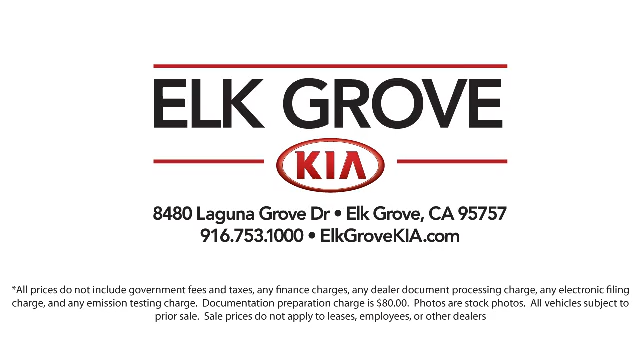 ELK GROVE
KIA
8480 Laguna Grove Dr • Elk Grove, CA 95757
916.753.1000 • ElkGroveKIA.com
*All prices do not include government fees and taxes, any finance charges, any dealer document processing charge, any electronic filing
charge, and any emission testing charge. Documentation preparation charge is $80.00. Photos are stock photos. All vehicles subject to
prior sale. Sale prices do not apply to leases, employees, or other dealers